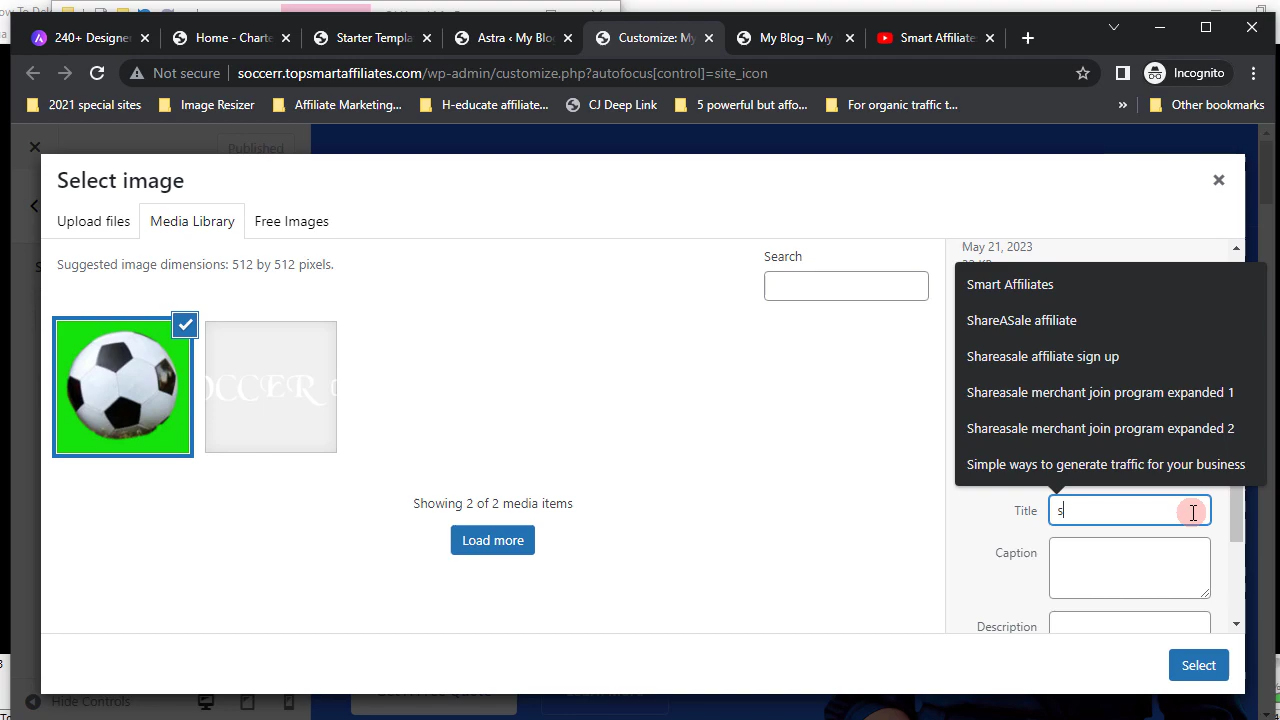 240+ Designe
Home - Charte
Starter Templa
Astra ‹ My Blo
Customize: My
My Blog – My
Smart Affiliate
Not secure
soccerr.topsmartaffiliates.com/wp-admin/customize.php?autofocus[control]=site_icon
Incognito
2021 special sites
Image Resizer
Affiliate Marketing...
H-educate affiliate...
CJ Deep Link
5 powerful but affo...
For organic traffic t...
»
Other bookmarks
Published
Select image
Upload files
Media Library
Free Images
Suggested image dimensions: 512 by 512 pixels.
Search
May 21, 2023
Smart Affiliates
ShareASale affiliate
Shareasale affiliate sign up
Shareasale merchant join program expanded 1
Shareasale merchant join program expanded 2
Simple ways to generate traffic for your business
OCCER
Showing 2 of 2 media items
Load more
Title
s
Caption
Description
Select
Hide Controls